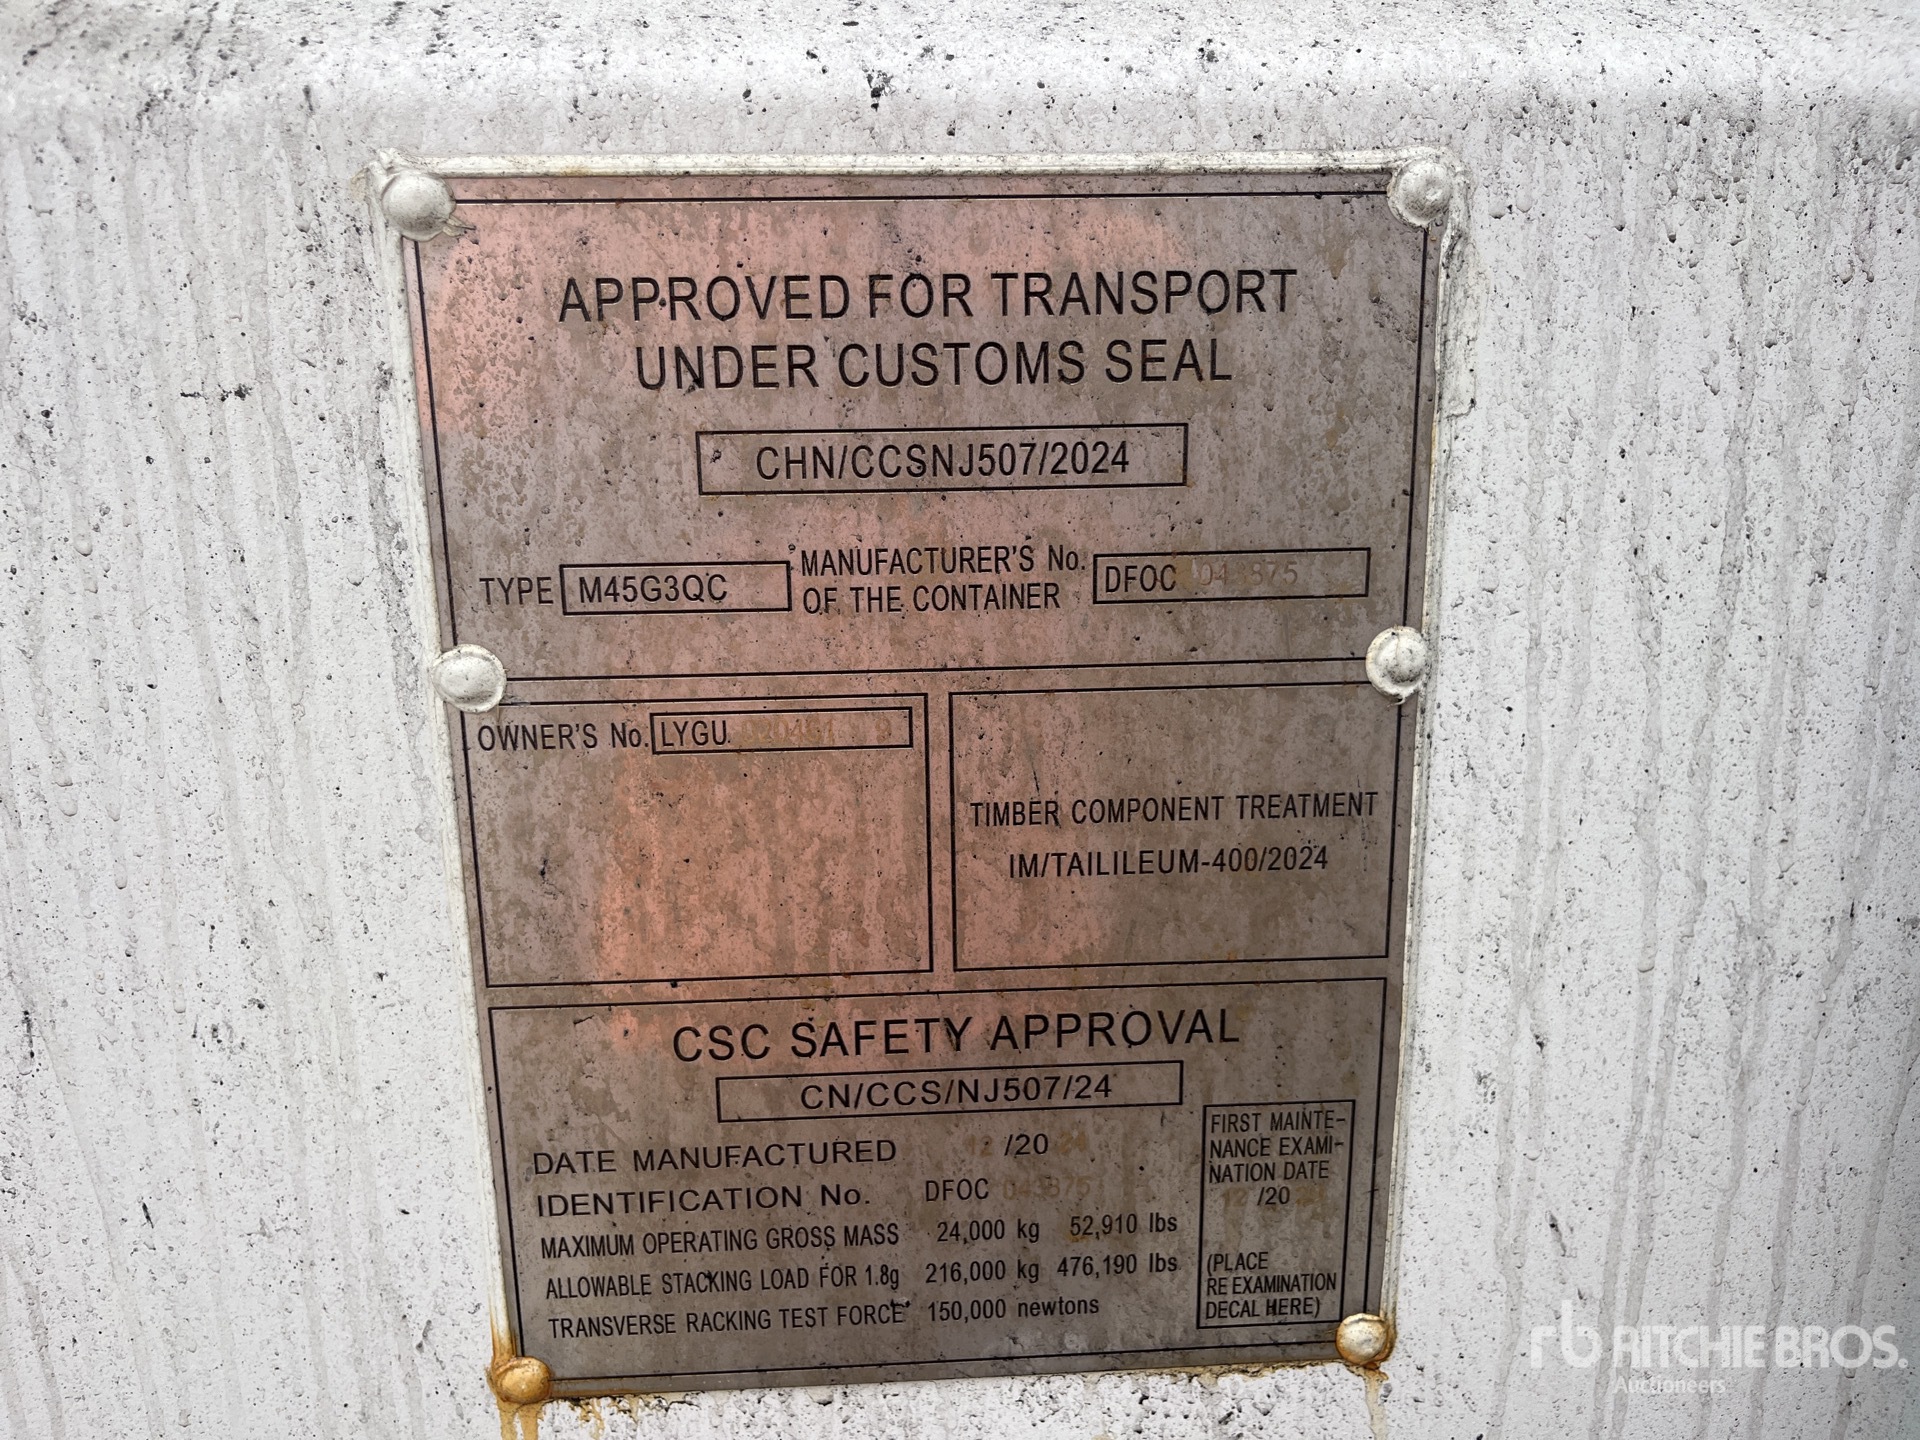 APPROVED FOR TRANSPORT
UNDER CUSTOMS SEAL
CHN/CCSNJ507/2024
TYPE M45G3QC MANUFACTURER'S No. OF THE CONTAINER DFOC
OWNER'S No. LYGU
TIMBER COMPONENT TREATMENT
IM/TAILILEUM-400/2024
CSC SAFETY APPROVAL
CN/CCS/NJ507/24
DATE MANUFACTURED 12 /20 24
IDENTIFICATION No. DFOC
MAXIMUM OPERATING GROSS MASS 24,000 kg 52,910 lbs
ALLOWABLE STACKING LOAD FOR 1.8g 216,000 kg 476,190 lbs
TRANSVERSE RACKING TEST FORCE 150,000 newtons
FIRST MAINTE-
NANCE EXAMI-
NATION DATE
12 /20
(PLACE
RE EXAMINATION
DECAL HERE)
rb RITCHIE BROS.
Auctioneers